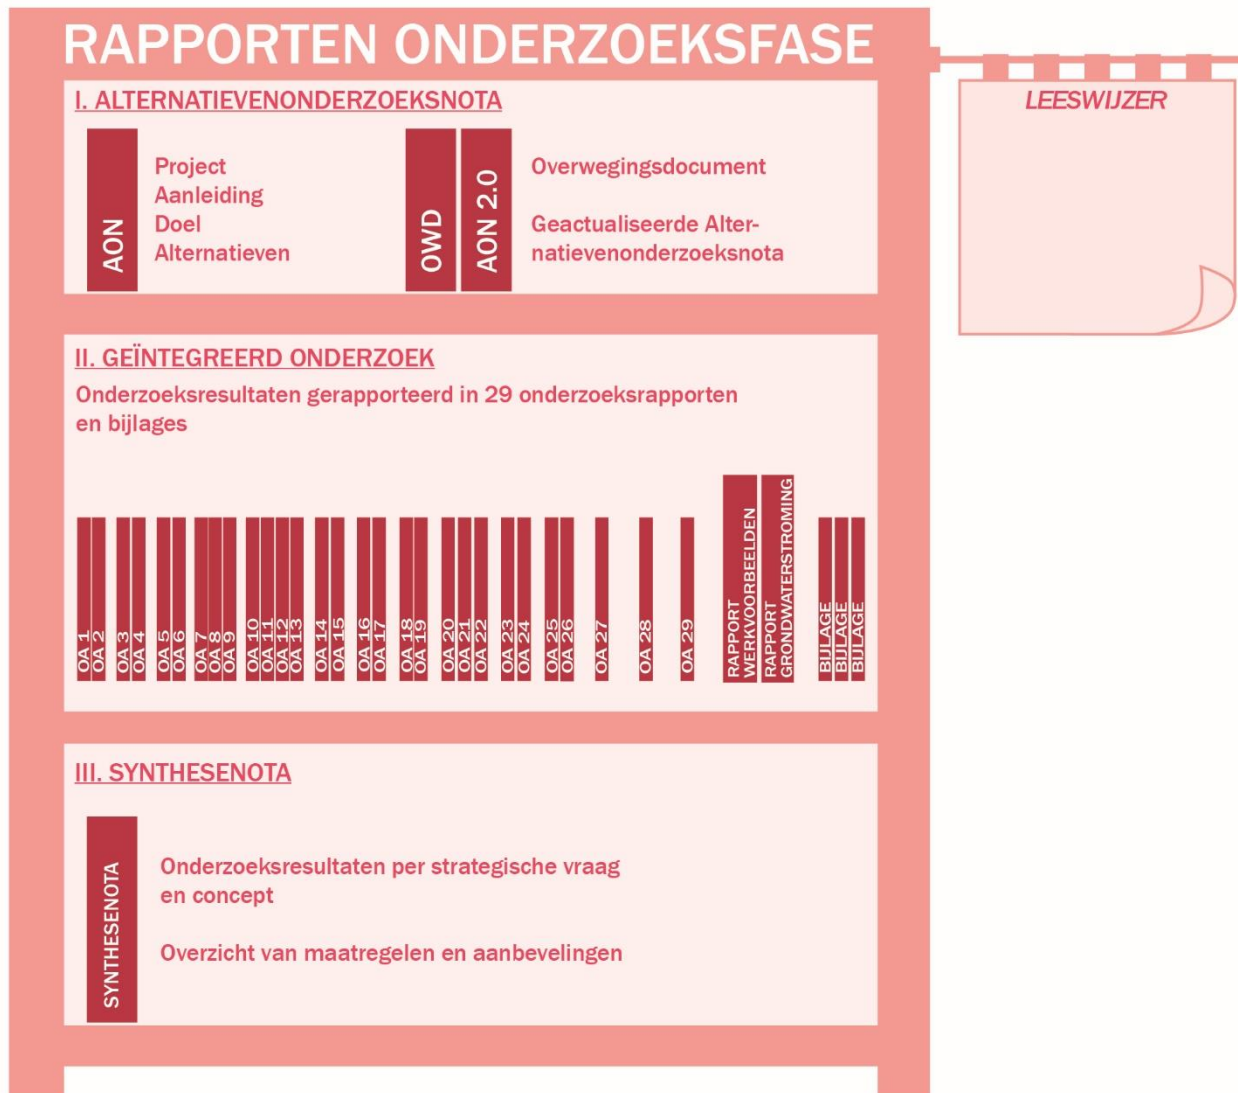 RAPPORTEN ONDERZOEKSFASE
LEESWIJZER
I. ALTERNATIEVENONDERZOEKSNOTA
AON
Project
Aanleiding
Doel
Alternatieven
OWD
AON 2.0
Overwegingsdocument
Geactualiseerde Alter-
natievenonderzoeksnota
II. GEÏNTEGREERD ONDERZOEK
Onderzoeksresultaten gerapporteerd in 29 onderzoeksrapporten
en bijlages
OA 1
OA 2
OA 3
OA 4
OA 5
OA 6
OA 7
OA 8
OA 9
OA 10
OA 11
OA 12
OA 13
OA 14
OA 15
OA 16
OA 17
OA 18
OA 19
OA 20
OA 21
OA 22
OA 23
OA 24
OA 25
OA 26
OA 27
OA 28
OA 29
RAPPORT
WERKVOORBEELDEN
RAPPORT
GRONDWATERSTROMING
BIJLAGE
BIJLAGE
BIJLAGE
III. SYNTHESENOTA
SYNTHESENOTA
Onderzoeksresultaten per strategische vraag
en concept
Overzicht van maatregelen en aanbevelingen